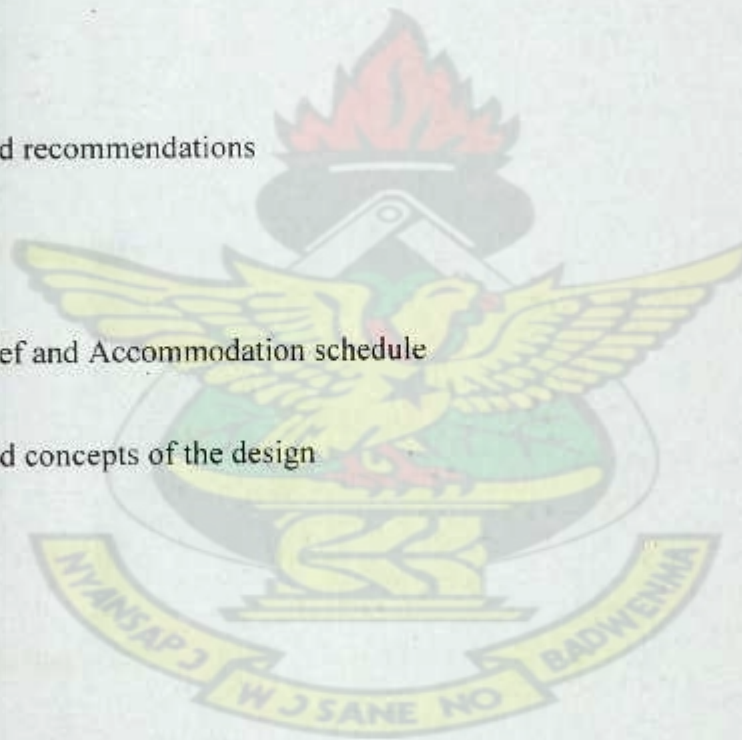 d recommendations
ef and Accommodation schedule
d concepts of the design
NYANSAPƆ WƆSANE NO BADWENMA